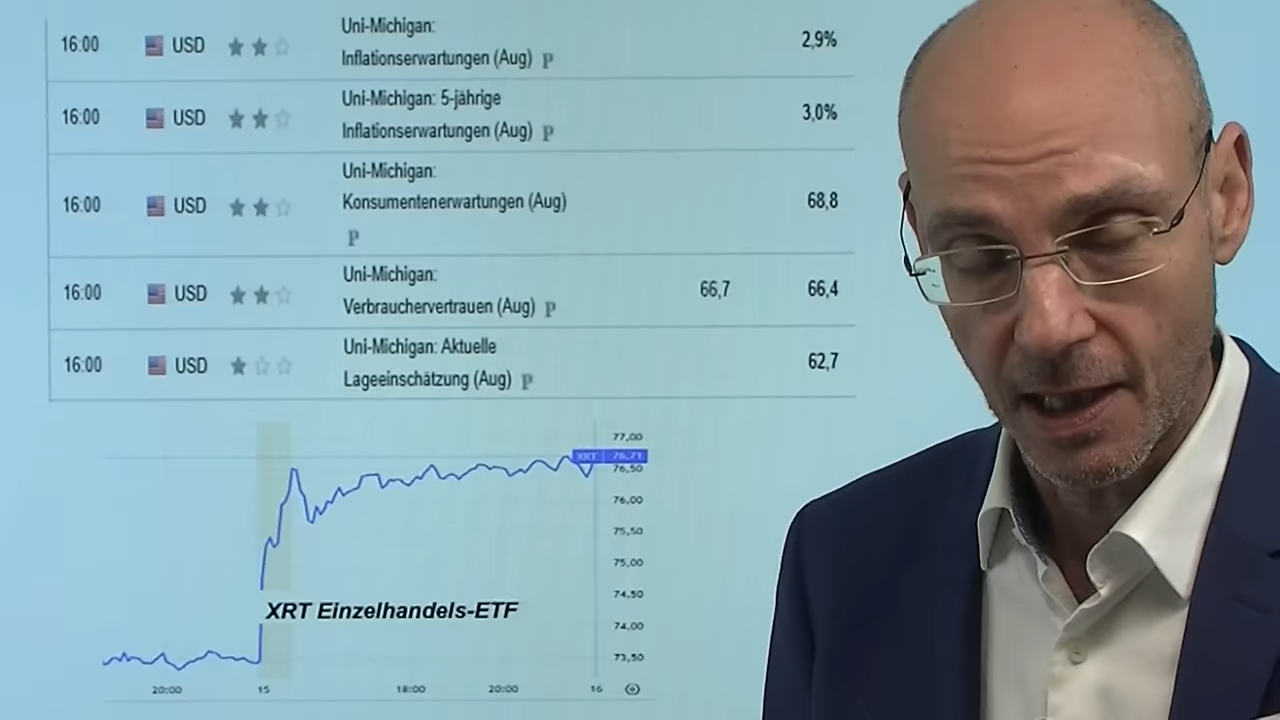 16:00 USD Uni-Michigan: Inflationserwartungen (Aug) P 2,9%
16:00 USD Uni-Michigan: 5-jährige Inflationserwartungen (Aug) P 3,0%
16:00 USD Uni-Michigan: Konsumentenerwartungen (Aug) P 68,8
16:00 USD Uni-Michigan: Verbrauchervertrauen (Aug) P 66,7 66,4
16:00 USD Uni-Michigan: Aktuelle Lageeinschätzung (Aug) P 62,7
77,00
XRT 76,71
76,50
76,00
75,50
75,00
74,50
XRT Einzelhandels-ETF
74,00
73,50
20:00 15 18:00 20:00 16